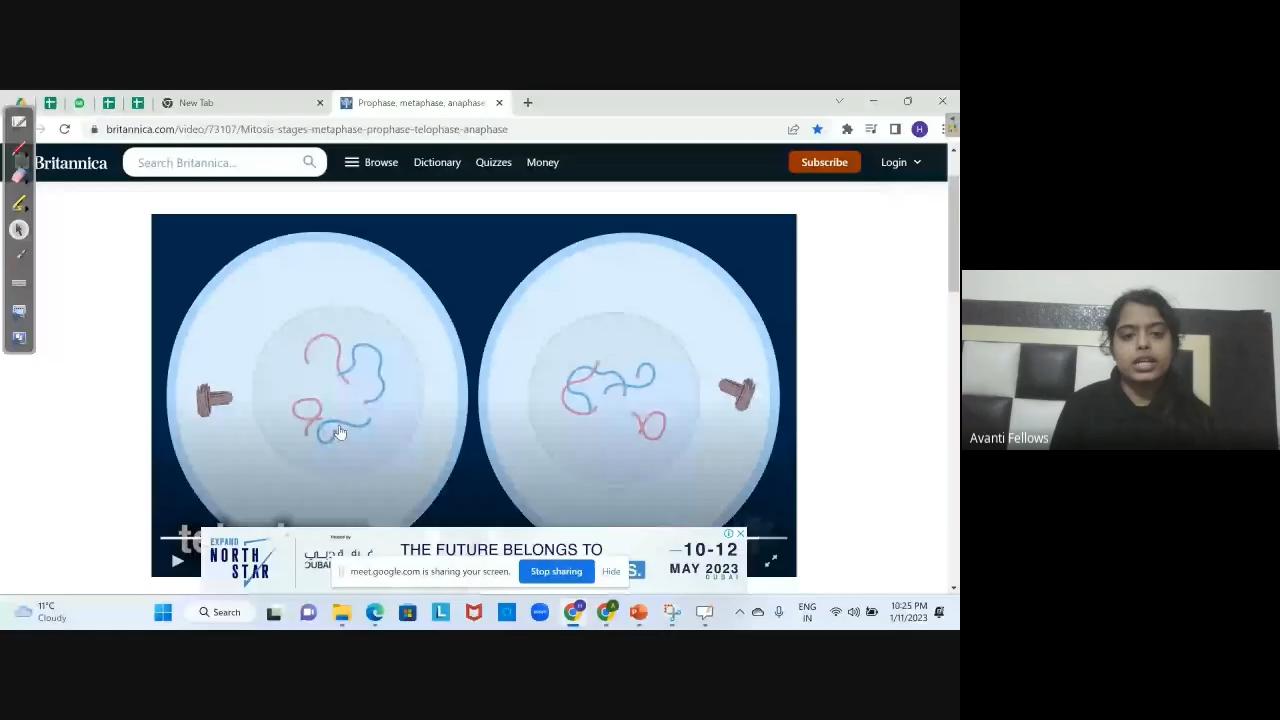 New Tab
Prophase, metaphase, anaphase
britannica.com/video/73107/Mitosis-stages-metaphase-prophase-telophase-anaphase
H
Britannica
Search Britannica...
Browse
Dictionary
Quizzes
Money
Subscribe
Login
Avanti Fellows
EXPAND
NORTH
STAR
THE FUTURE BELONGS TO
S.
10-12
MAY 2023
DUBAI
meet.google.com is sharing your screen.
Stop sharing
Hide
11°C
Cloudy
Search
ENG
IN
10:25 PM
1/11/2023